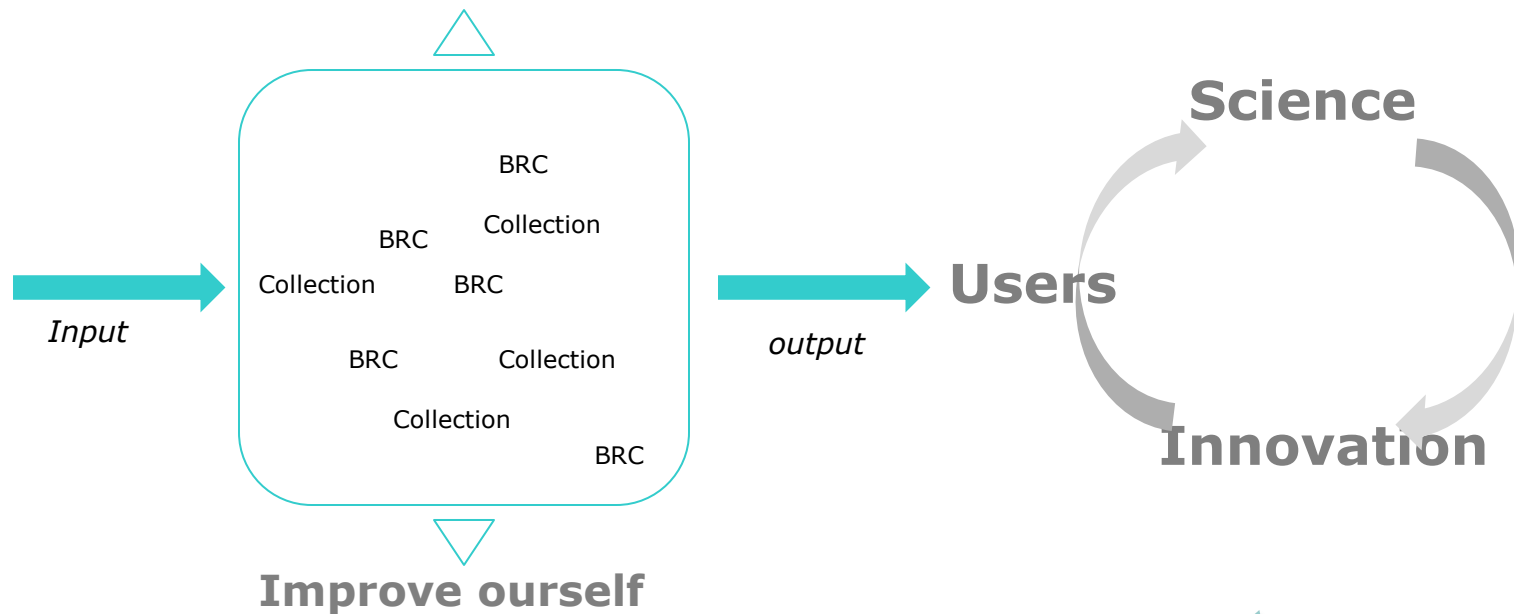 Science
BRC
Collection
BRC
Collection
BRC
Users
Input
output
BRC
Collection
Collection
Innovation
BRC
Improve ourself